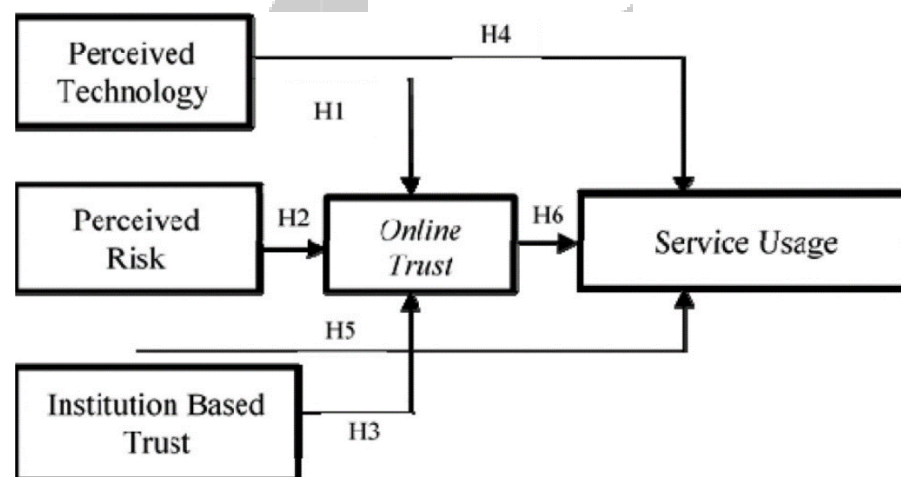 H4
Perceived
Technology
H1
Perceived
Risk
H2
Online
Trust
H6
Service Usage
H5
Institution Based
Trust
H3